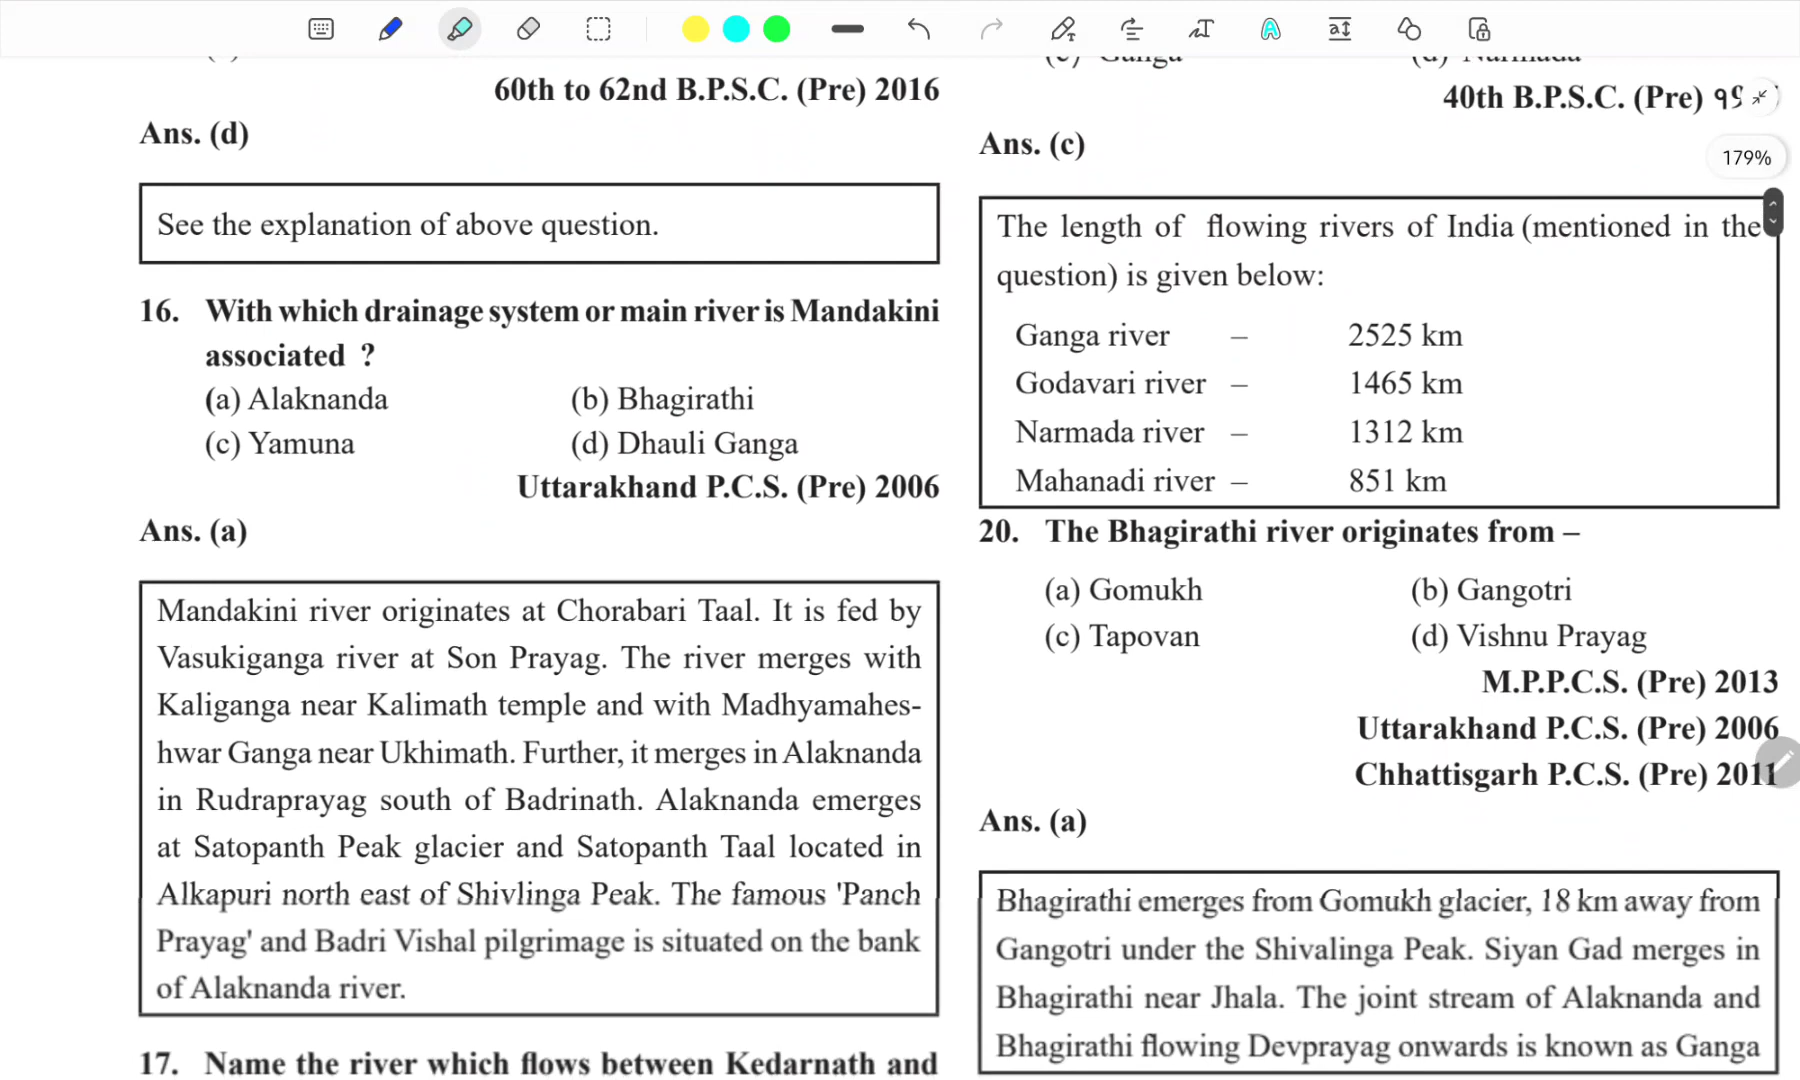 60th to 62nd B.P.S.C. (Pre) 2016
Ans. (d)
See the explanation of above question.
16. With which drainage system or main river is Mandakini
associated ?
(a) Alaknanda (b) Bhagirathi
(c) Yamuna (d) Dhauli Ganga
Uttarakhand P.C.S. (Pre) 2006
Ans. (a)
Mandakini river originates at Chorabari Taal. It is fed by
Vasukiganga river at Son Prayag. The river merges with
Kaliganga near Kalimath temple and with Madhyamahes-
hwar Ganga near Ukhimath. Further, it merges in Alaknanda
in Rudraprayag south of Badrinath. Alaknanda emerges
at Satopanth Peak glacier and Satopanth Taal located in
Alkapuri north east of Shivlinga Peak. The famous 'Panch
Prayag' and Badri Vishal pilgrimage is situated on the bank
of Alaknanda river.
17. Name the river which flows between Kedarnath and
(c) Ganga (d) Narmada
40th B.P.S.C. (Pre)
179%
Ans. (c)
The length of flowing rivers of India (mentioned in the
question) is given below:
Ganga river – 2525 km
Godavari river – 1465 km
Narmada river – 1312 km
Mahanadi river – 851 km
20. The Bhagirathi river originates from –
(a) Gomukh (b) Gangotri
(c) Tapovan (d) Vishnu Prayag
M.P.P.C.S. (Pre) 2013
Uttarakhand P.C.S. (Pre) 2006
Chhattisgarh P.C.S. (Pre) 2011
Ans. (a)
Bhagirathi emerges from Gomukh glacier, 18 km away from
Gangotri under the Shivalinga Peak. Siyan Gad merges in
Bhagirathi near Jhala. The joint stream of Alaknanda and
Bhagirathi flowing Devprayag onwards is known as Ganga